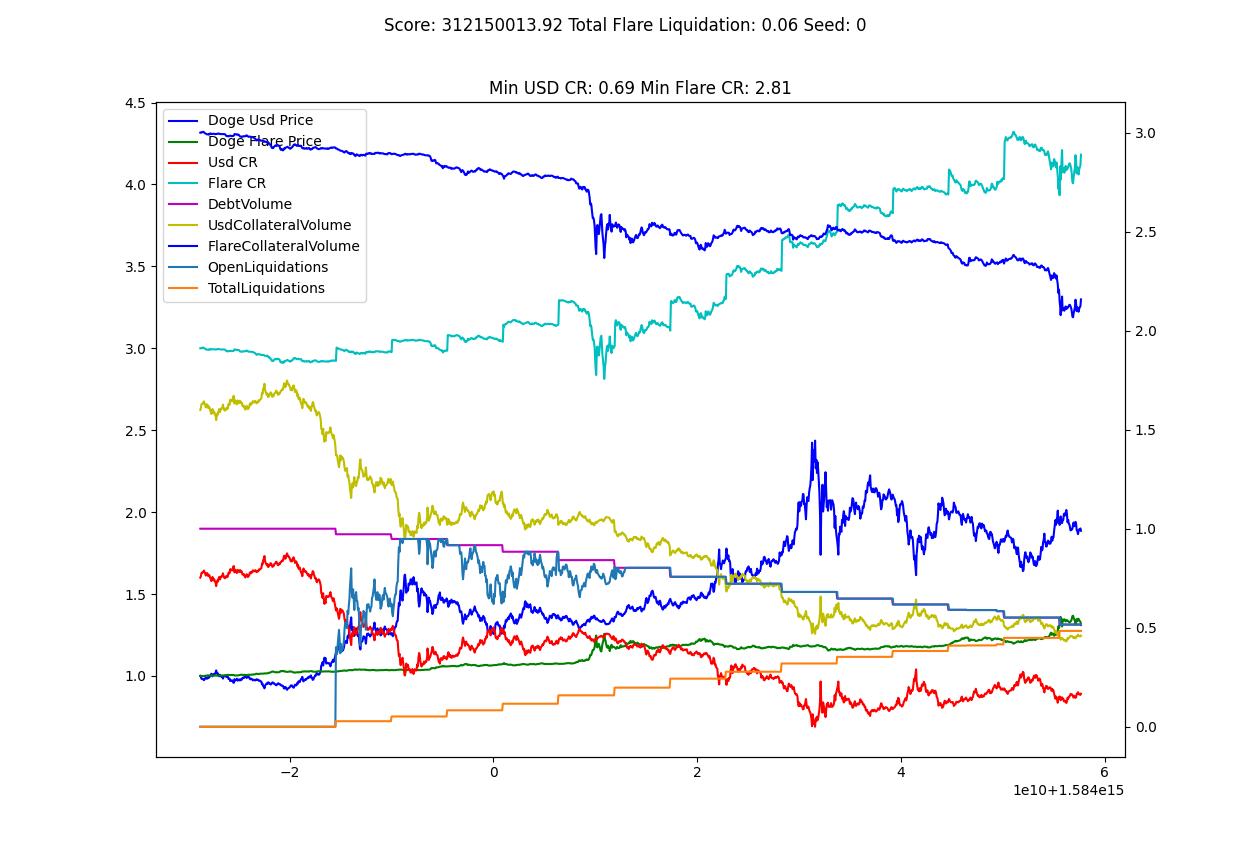 Score: 312150013.92 Total Flare Liquidation: 0.06 Seed: 0
Min USD CR: 0.69 Min Flare CR: 2.81
Doge Usd Price
Doge Flare Price
Usd CR
Flare CR
DebtVolume
UsdCollateralVolume
FlareCollateralVolume
OpenLiquidations
TotalLiquidations
4.5
4.0
3.5
3.0
2.5
2.0
1.5
1.0
3.0
2.5
2.0
1.5
1.0
0.5
0.0
−2
0
2
4
6
1e10+1.584e15